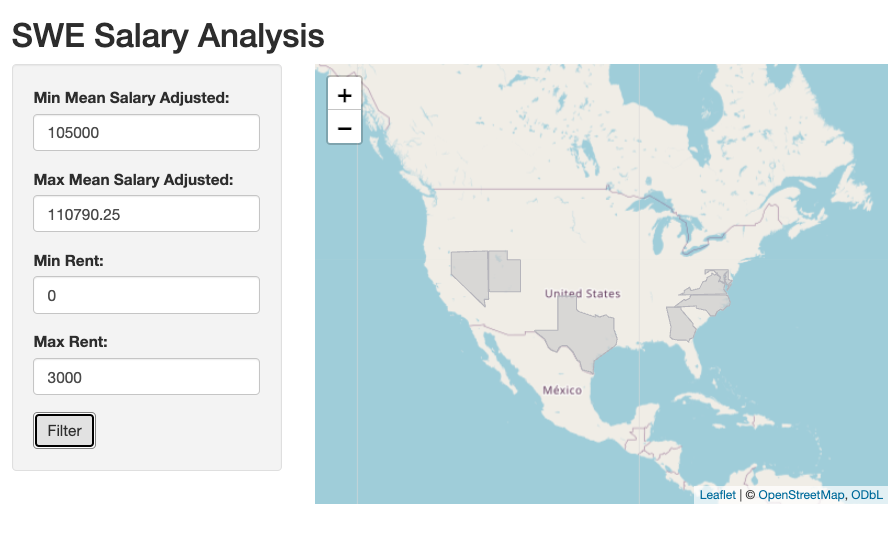 SWE Salary Analysis
Min Mean Salary Adjusted:
105000
Max Mean Salary Adjusted:
110790.25
Min Rent:
0
Max Rent:
3000
Filter
+
−
United States
México
Leaflet | © OpenStreetMap, ODbL